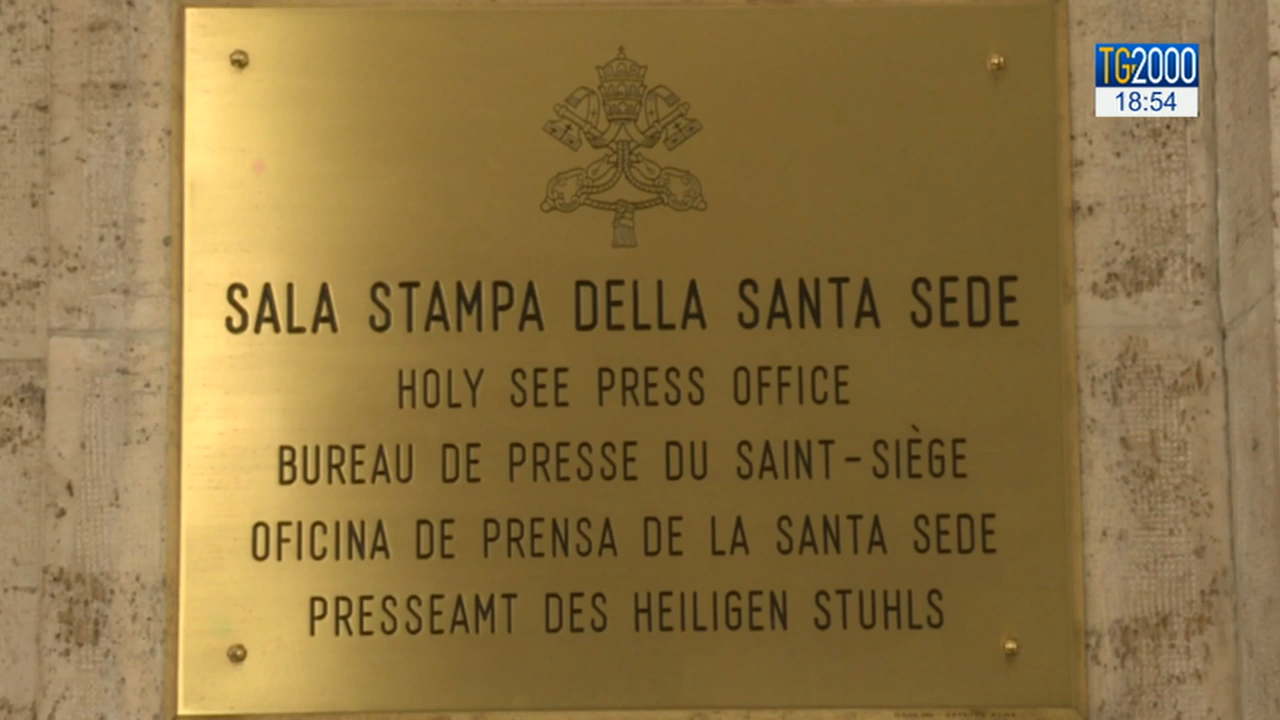 TG2000
18:54
SALA STAMPA DELLA SANTA SEDE
HOLY SEE PRESS OFFICE
BUREAU DE PRESSE DU SAINT-SIÈGE
OFICINA DE PRENSA DE LA SANTA SEDE
PRESSEAMT DES HEILIGEN STUHLS